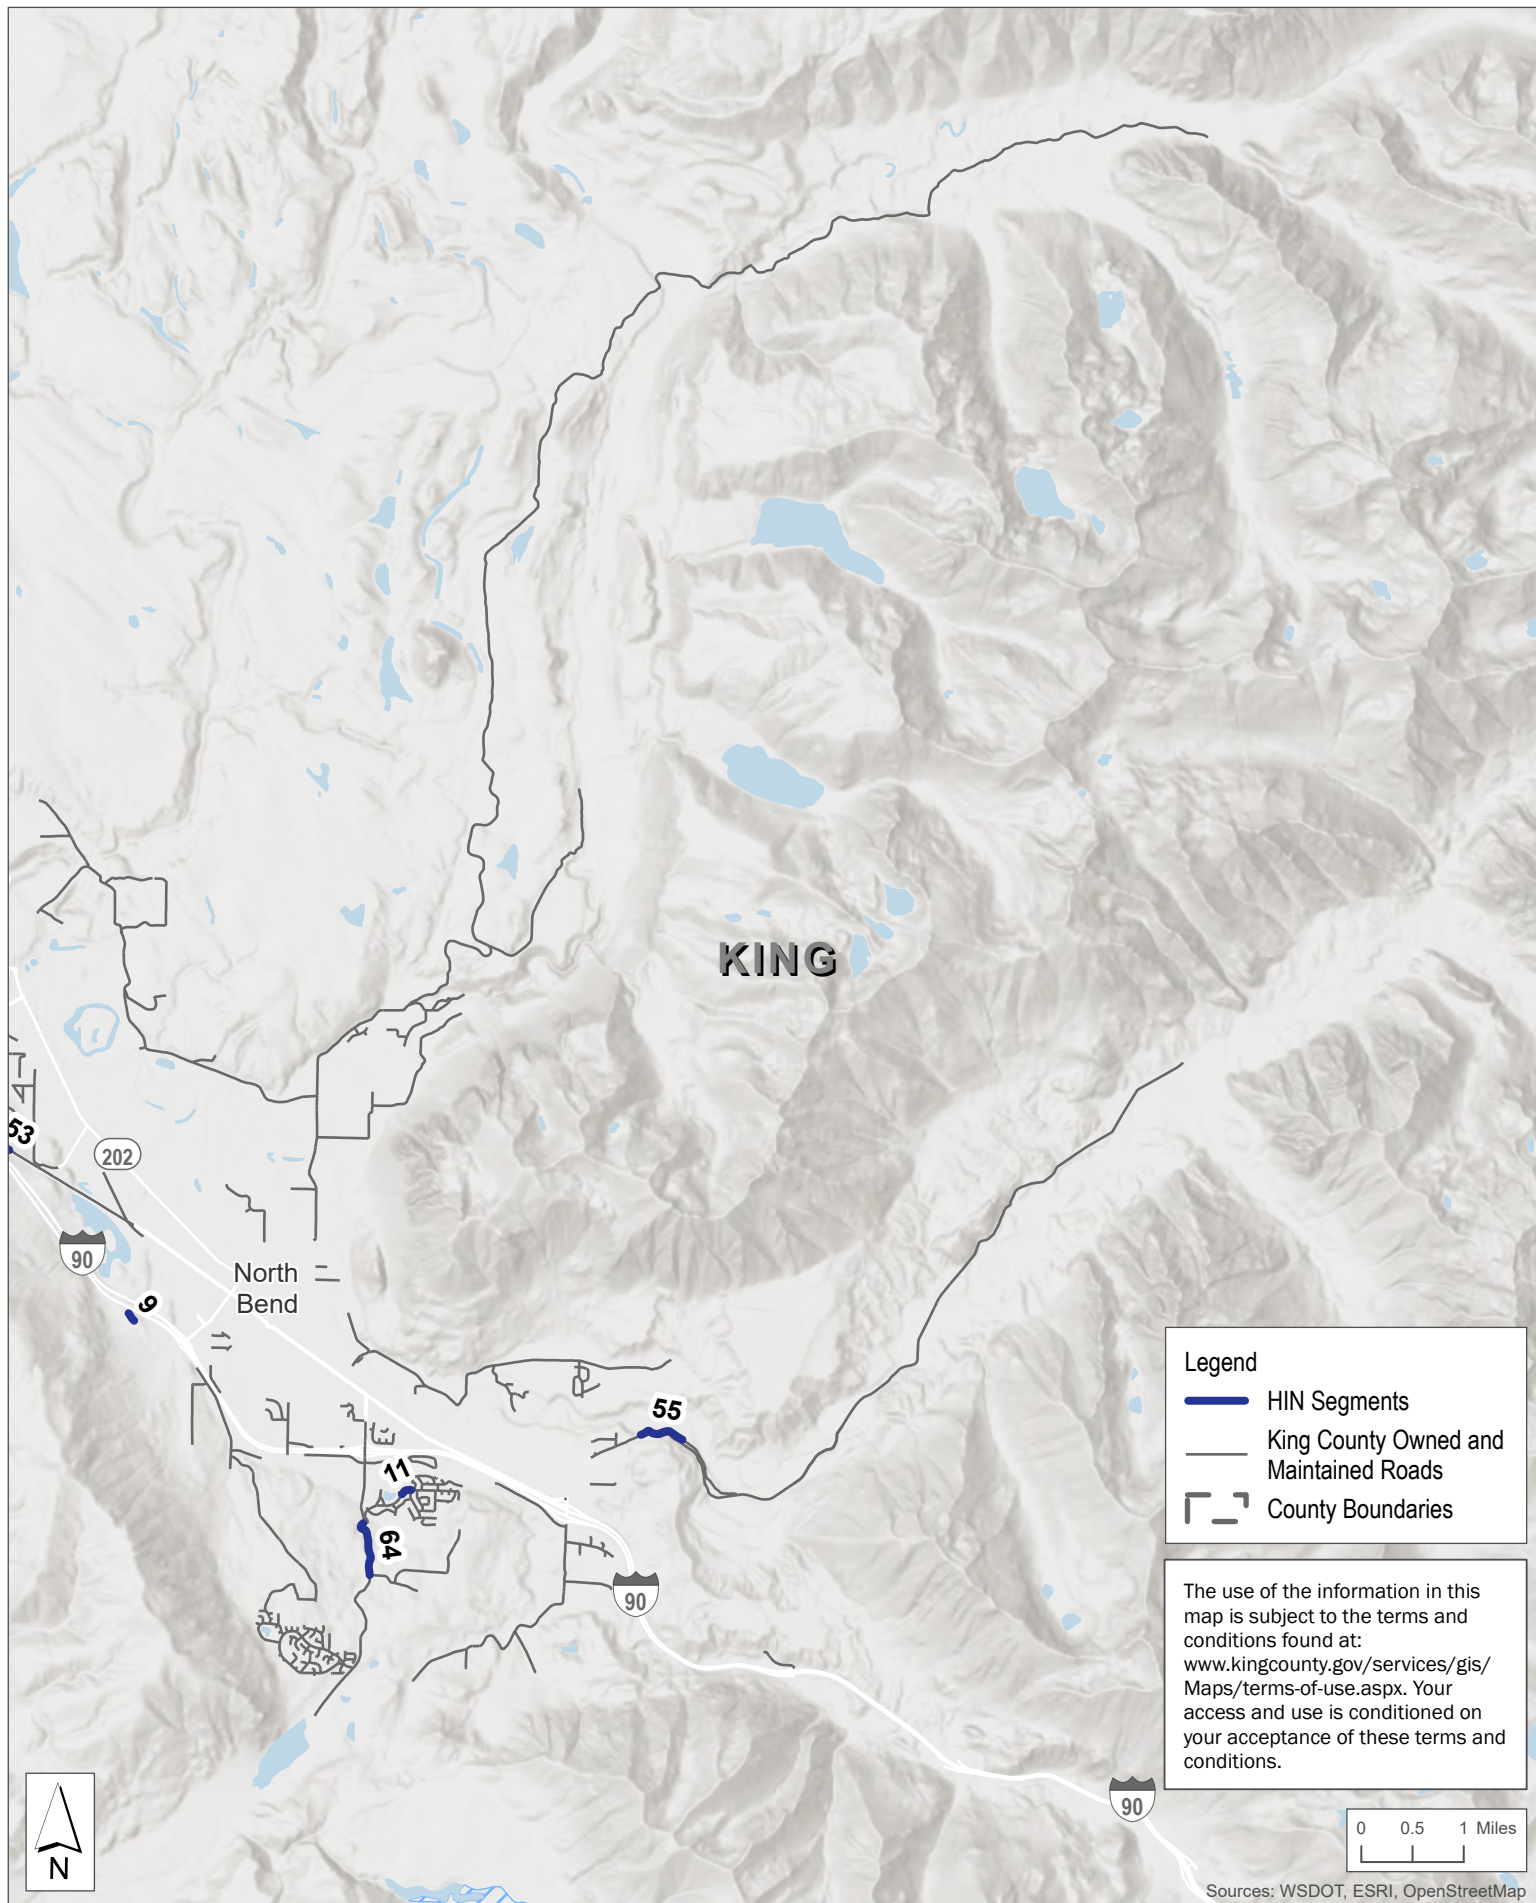 KING
53
202
90
9
North
Bend
55
11
64
90
90
Legend
HIN Segments
King County Owned and
Maintained Roads
County Boundaries
The use of the information in this
map is subject to the terms and
conditions found at:
www.kingcounty.gov/services/gis/
Maps/terms-of-use.aspx. Your
access and use is conditioned on
your acceptance of these terms and
conditions.
0 0.5 1 Miles
N
Sources: WSDOT, ESRI, OpenStreetMap